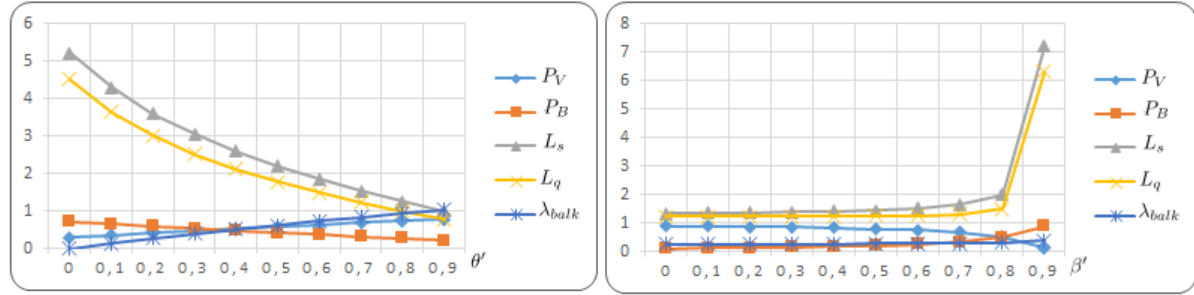 6
5
4
3
2
1
0
0 0,1 0,2 0,3 0,4 0,5 0,6 0,7 0,8 0,9 θ′
P_V
P_B
L_s
L_q
λ_balk
8
7
6
5
4
3
2
1
0
0 0,1 0,2 0,3 0,4 0,5 0,6 0,7 0,8 0,9 β′
P_V
P_B
L_s
L_q
λ_balk